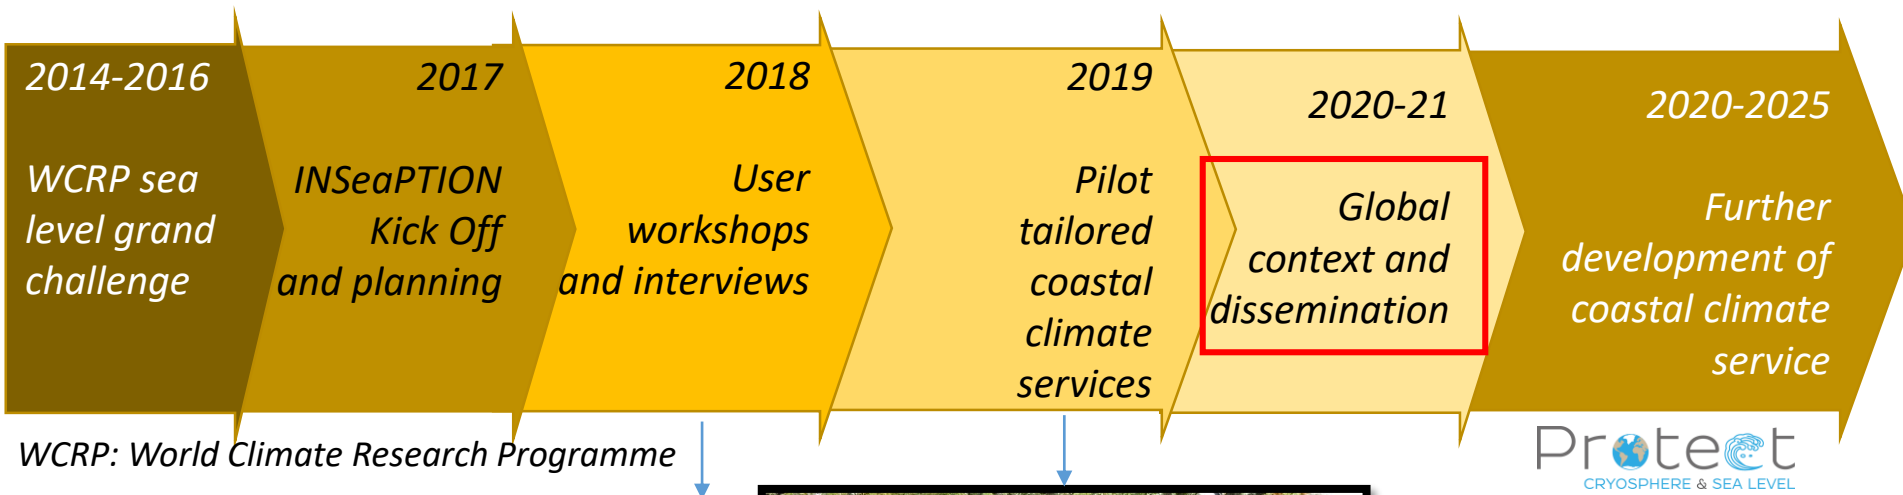 2014-2016
WCRP sea
level grand
challenge
2017
INSeaPTION
Kick Off
and planning
2018
User
workshops
and interviews
2019
Pilot
tailored
coastal
climate
services
2020-21
Global
context and
dissemination
2020-2025
Further
development of
coastal climate
service
WCRP: World Climate Research Programme
Protect
CRYOSPHERE & SEA LEVEL